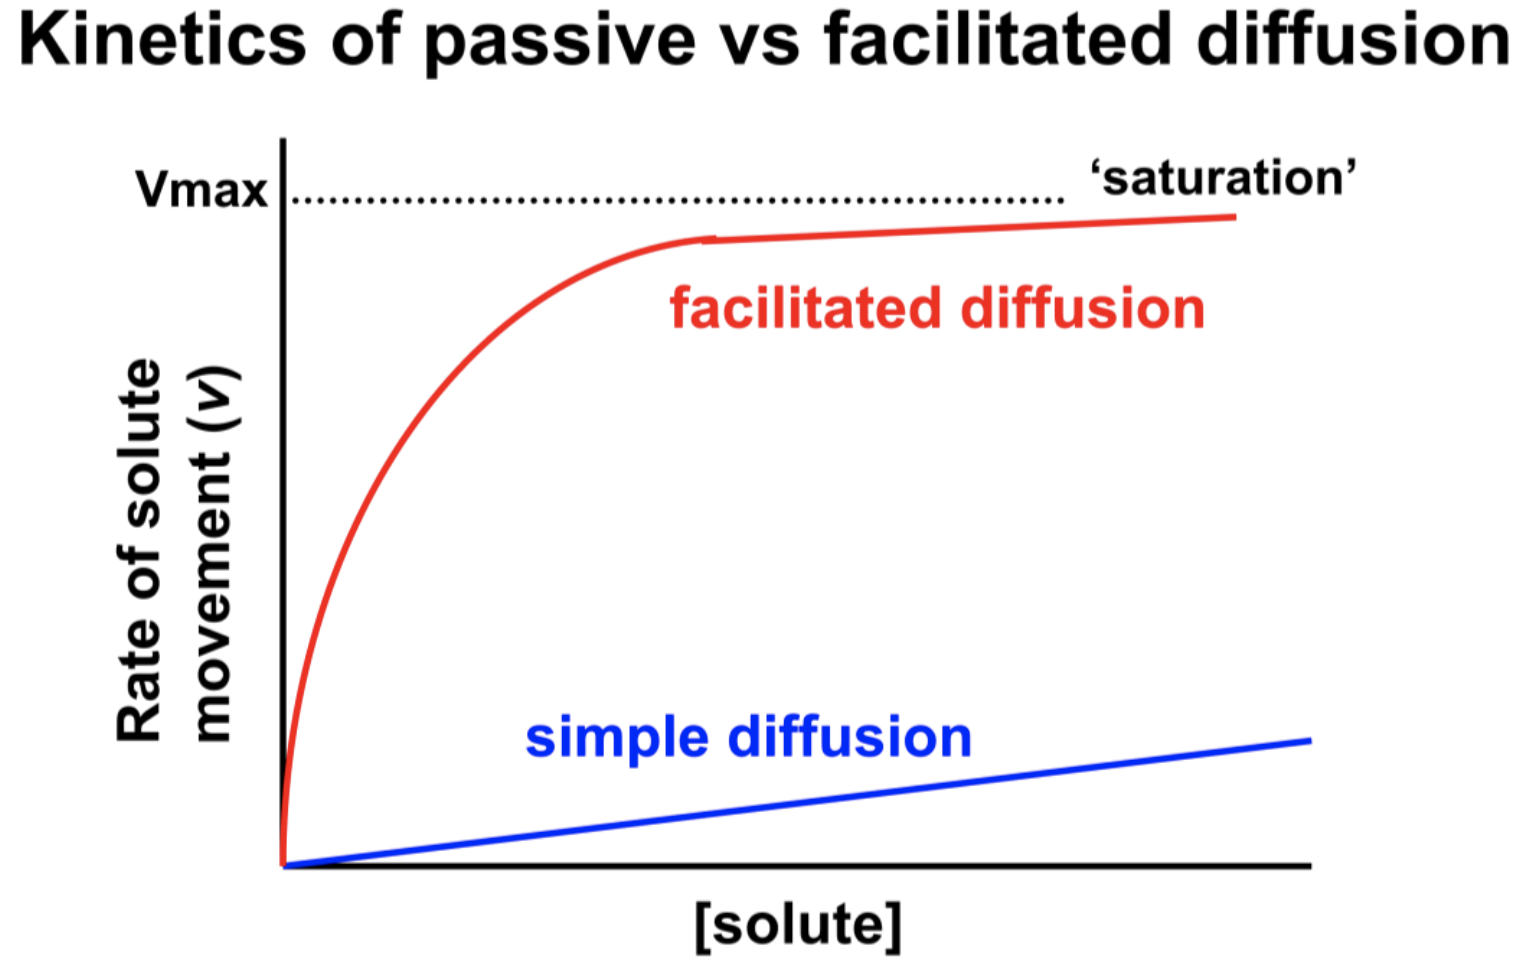 Kinetics of passive vs facilitated diffusion
Vmax
‘saturation’
facilitated diffusion
Rate of solute
movement (v)
simple diffusion
[solute]